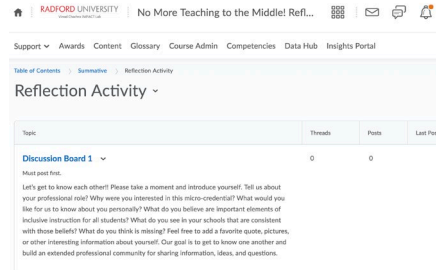 RADFORD UNIVERSITY
Virtual Divisions IMPACT Lab
No More Teaching to the Middle! Refl...
Support Awards Content Glossary Course Admin Competencies Data Hub Insights Portal
Table of Contents Summative Reflection Activity
Reflection Activity
Topic Threads Posts Last Pos
Discussion Board 1 0 0
Must post first.
Let's get to know each other!! Please take a moment and introduce yourself. Tell us about
your professional role? Why were you interested in this micro-credential? What would you
like for us to know about you personally? What do you believe are important elements of
inclusive instruction for all students? What do you see in your schools that are consistent
with those beliefs? What do you think is missing? Feel free to add a favorite quote, pictures,
or other interesting information about yourself. Our goal is to get to know one another and
build an extended professional community for sharing information, ideas, and questions.